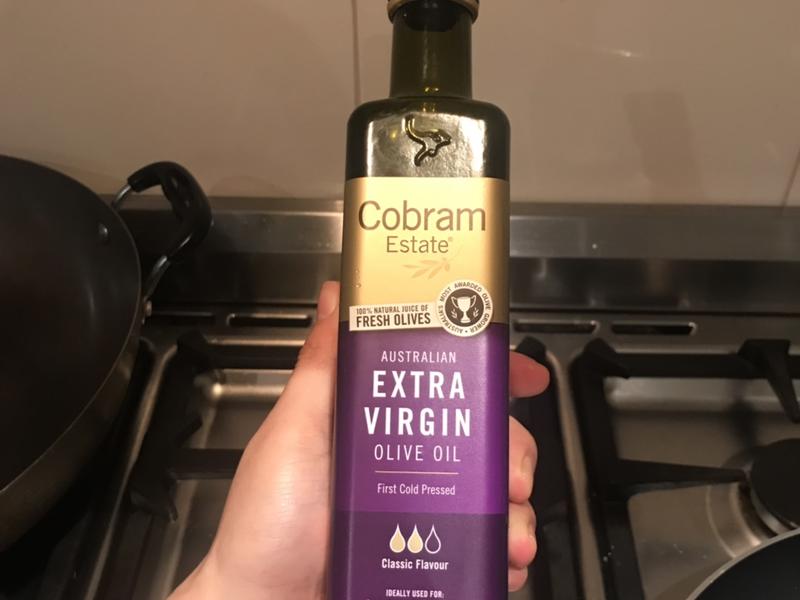 Cobram
Estate®
100% NATURAL JUICE OF
FRESH OLIVES
AUSTRALIA'S MOST AWARDED OLIVE GROWER
AUSTRALIAN
EXTRA
VIRGIN
OLIVE OIL
First Cold Pressed
Classic Flavour
IDEALLY USED FOR: